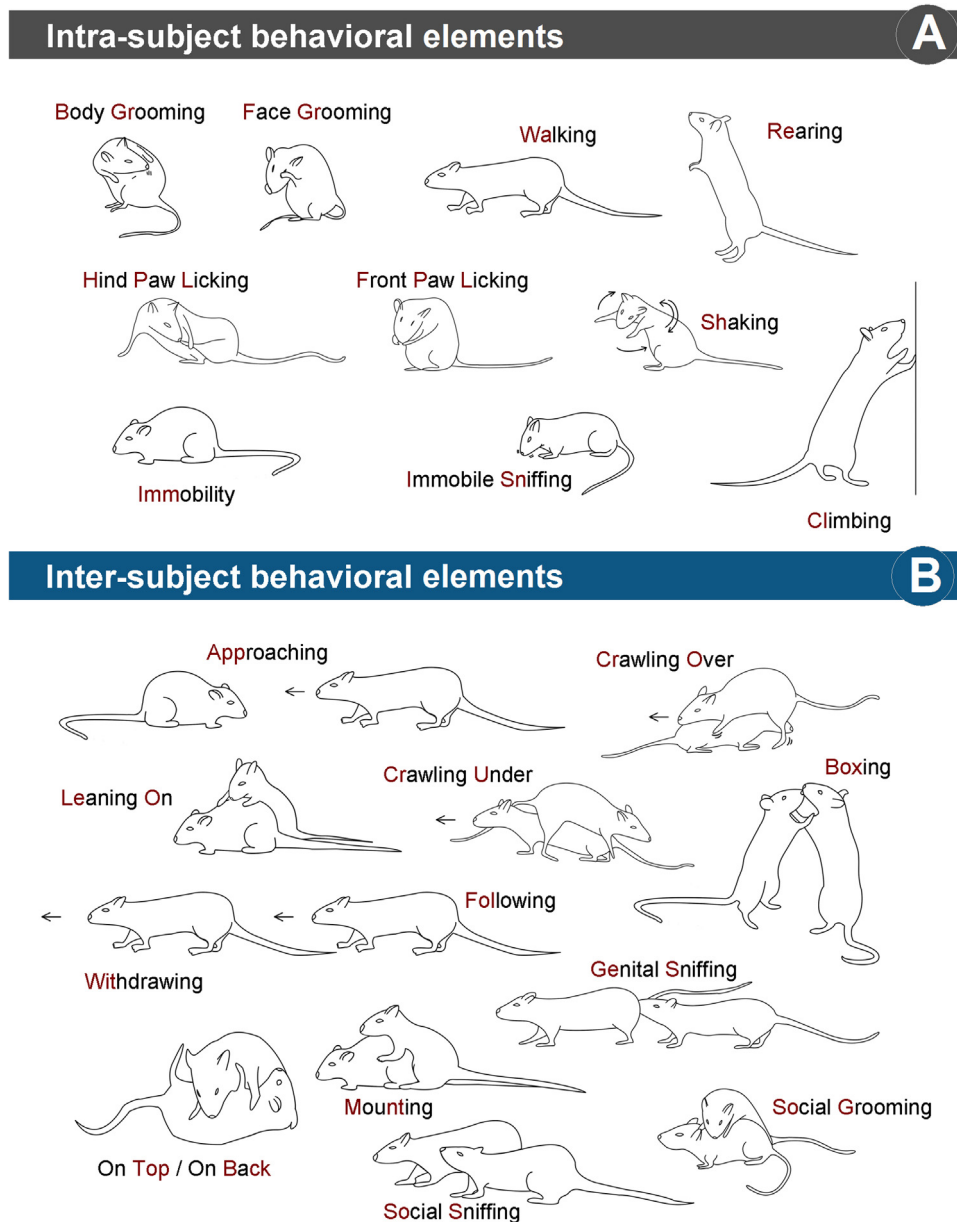 Intra-subject behavioral elements
A
Body Grooming
Face Grooming
Walking
Rearing
Hind Paw Licking
Front Paw Licking
Shaking
Immobility
Immobile Sniffing
Climbing
Inter-subject behavioral elements
B
Approaching
Crawling Over
Leaning On
Crawling Under
Boxing
Following
Withdrawing
Genital Sniffing
Mounting
Social Grooming
On Top / On Back
Social Sniffing